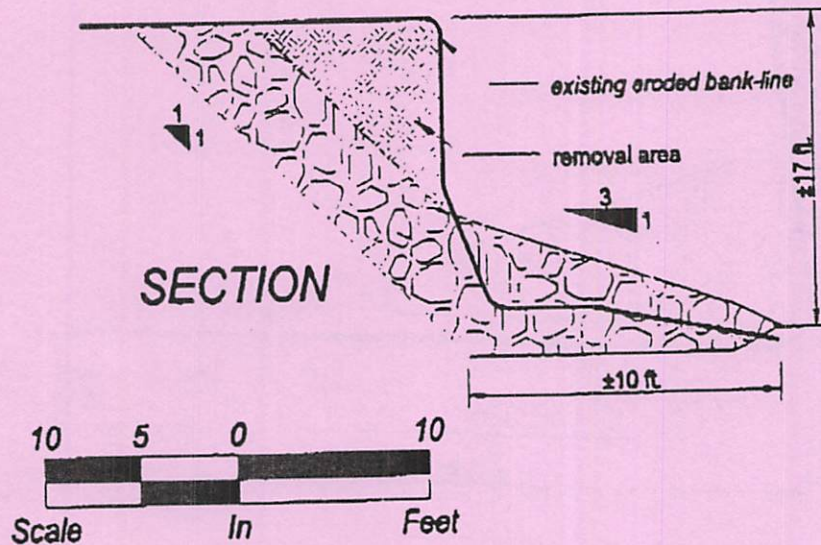 existing eroded bank-line
±17 ft.
1
1
removal area
3
1
SECTION
±10 ft.
10 5 0 10
Scale In Feet